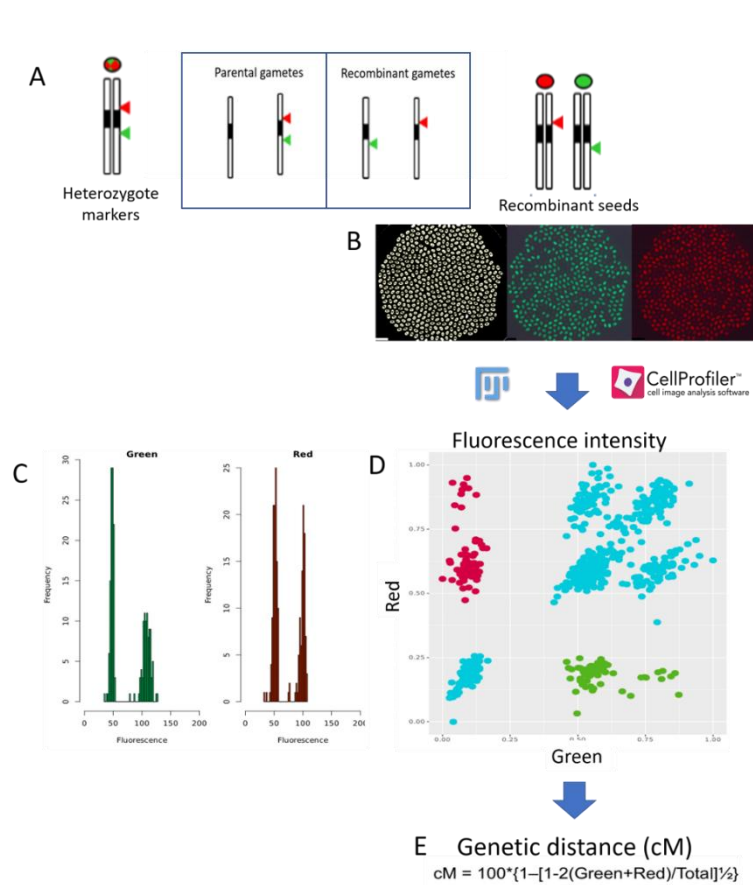 A
Parental gametes
Recombinant gametes
Heterozygote
markers
Recombinant seeds
B
CellProfiler™
cell image analysis software
C
Green
Red
Frequency
0 5 10 15 20 25 30
Frequency
0 5 10 15 20 25
0 50 100 150 200
0 50 100 150 200
Fluorescence
Fluorescence
D
Fluorescence intensity
Red
1.00
0.75
0.50
0.25
0.00
0.00 0.25 0.75 1.00
Green
E Genetic distance (cM)
cM = 100*{1–[1-2(Green+Red)/Total]½}